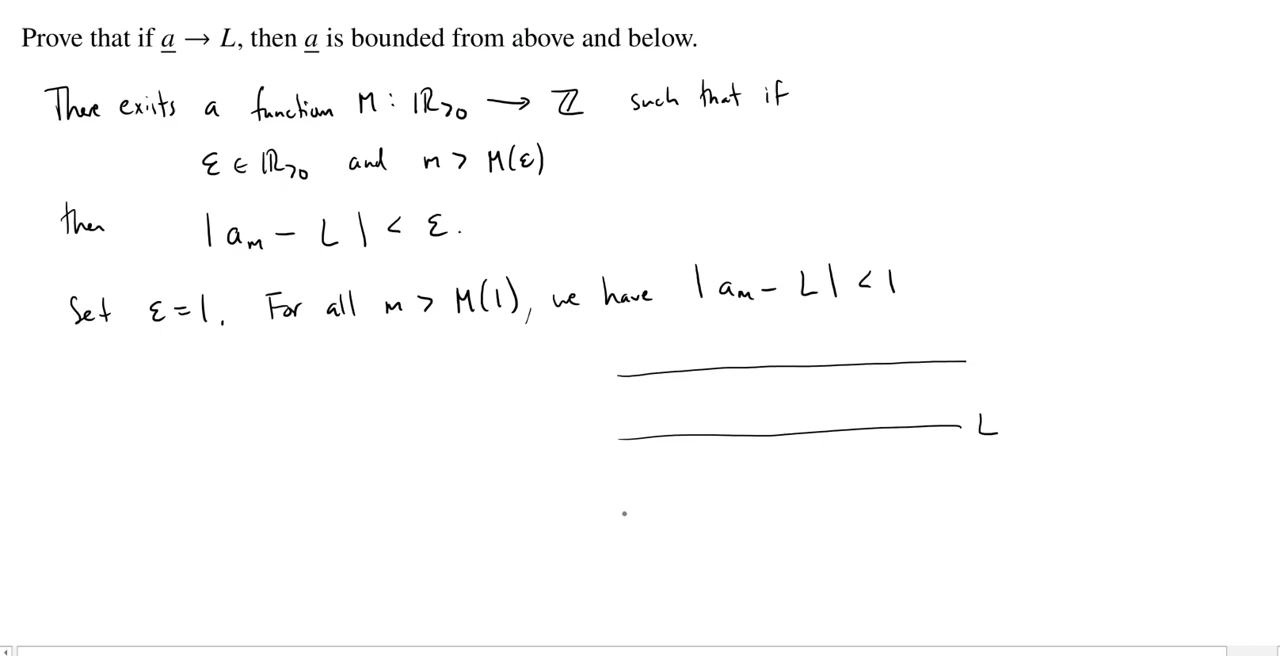 Prove that if a → L, then a is bounded from above and below.
There exists a function M : ℝ>0 → ℤ such that if
ε ∈ ℝ>0 and m > M(ε)
then |am − L| < ε.
Set ε = 1. For all m > M(1), we have |am − L| < 1
L